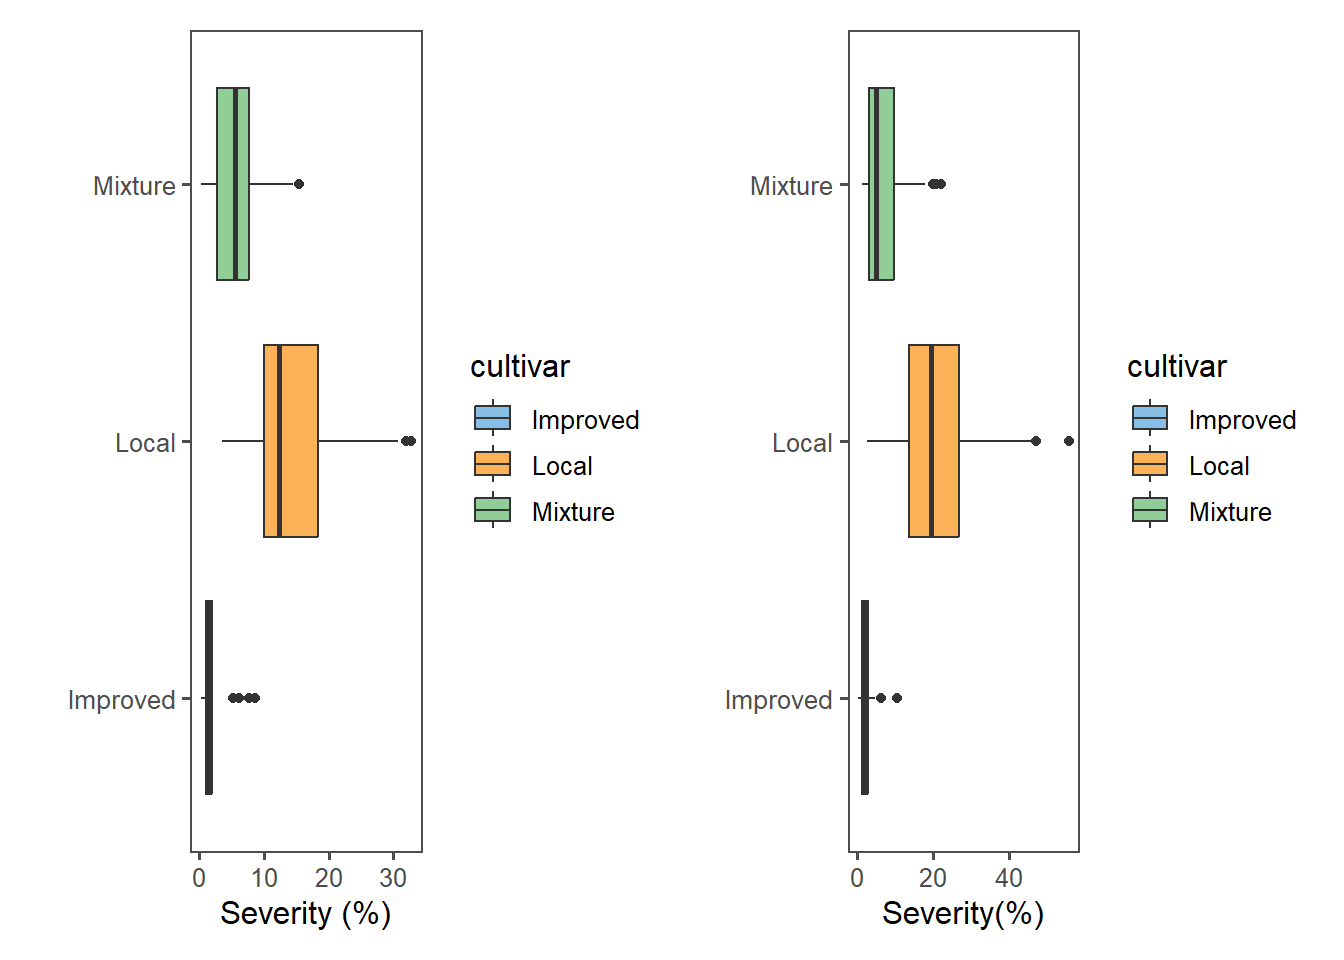 Mixture
Local
Improved
0 10 20 30
Severity (%)
cultivar
Improved
Local
Mixture
Mixture
Local
Improved
0 20 40
Severity(%)
cultivar
Improved
Local
Mixture